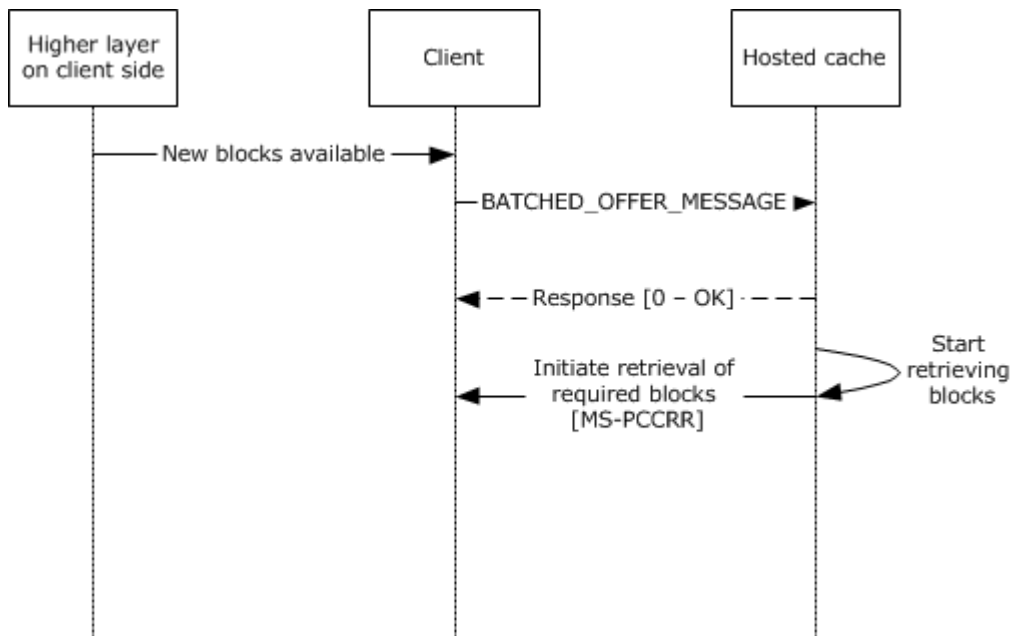 Higher layer
on client side
Client
Hosted cache
New blocks available
BATCHED_OFFER_MESSAGE
Response [0 – OK]
Start
retrieving
blocks
Initiate retrieval of
required blocks
[MS-PCCRR]